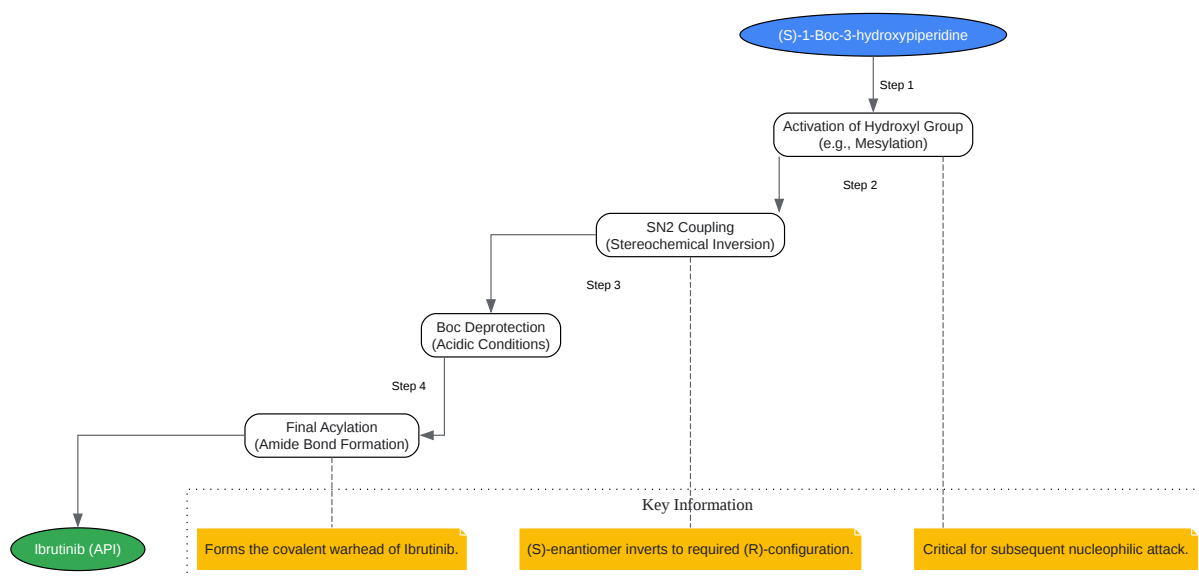 (S)-1-Boc-3-hydroxypiperidine
Step 1
Activation of Hydroxyl Group
(e.g., Mesylation)
Step 2
SN2 Coupling
(Stereochemical Inversion)
Step 3
Boc Deprotection
(Acidic Conditions)
Step 4
Final Acylation
(Amide Bond Formation)
Key Information
Ibrutinib (API)
Forms the covalent warhead of Ibrutinib.
(S)-enantiomer inverts to required (R)-configuration.
Critical for subsequent nucleophilic attack.